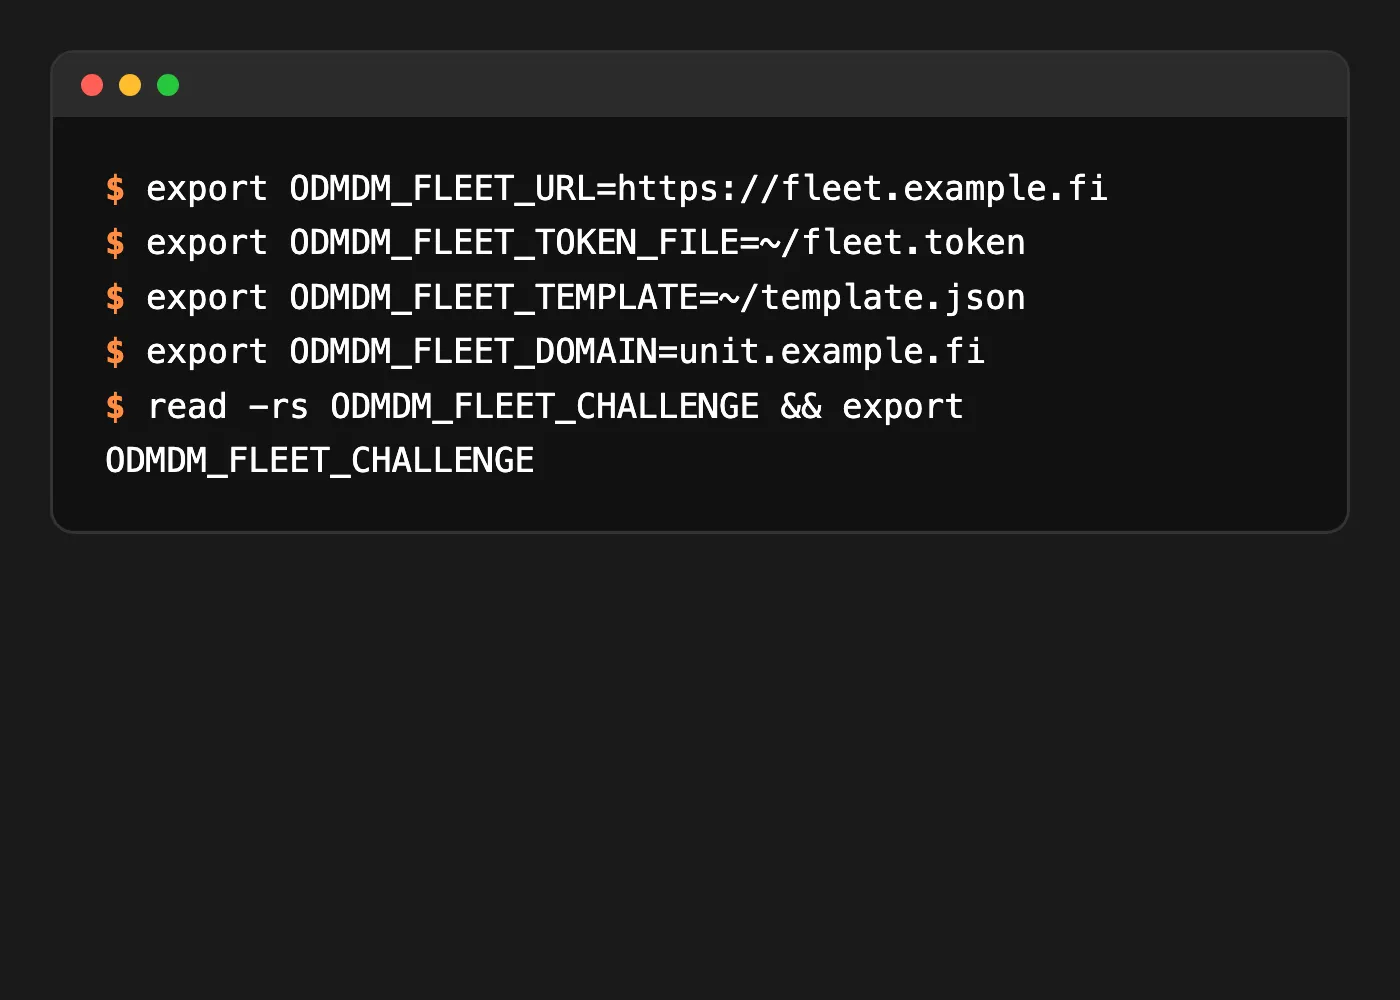 $ export ODMDM_FLEET_URL=https://fleet.example.fi
$ export ODMDM_FLEET_TOKEN_FILE=~/fleet.token
$ export ODMDM_FLEET_TEMPLATE=~/template.json
$ export ODMDM_FLEET_DOMAIN=unit.example.fi
$ read -rs ODMDM_FLEET_CHALLENGE && export
ODMDM_FLEET_CHALLENGE